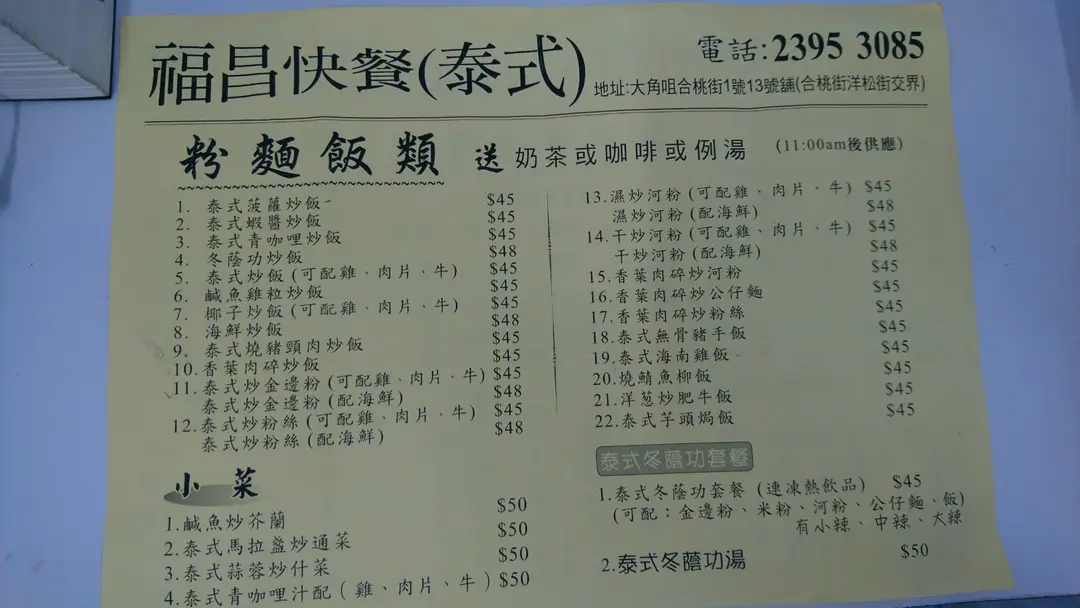 福昌快餐(泰式)
電話:2395 3085
地址:大角咀合桃街1號13號舖(合桃街洋松街交界)
粉麵飯類 送 奶茶或咖啡或例湯 (11:00am後供應)
1. 泰式菠蘿炒飯 $45
2. 泰式蝦醬炒飯 $45
3. 泰式青咖哩炒飯 $45
4. 冬蔭功炒飯 $48
5. 泰式炒飯(可配雞、肉片、牛) $45
6. 鹹魚雞粒炒飯 $45
7. 椰子炒飯(可配雞、肉片、牛) $45
8. 海鮮炒飯 $48
9. 泰式燒豬頸肉炒飯 $45
10.香葉肉碎炒飯 $45
11.泰式炒金邊粉(可配雞、肉片、牛) $45
泰式炒金邊粉(配海鮮) $48
12.泰式炒粉絲(可配雞、肉片、牛) $45
泰式炒粉絲(配海鮮) $48
13.濕炒河粉(可配雞、肉片、牛) $45
濕炒河粉(配海鮮) $48
14.干炒河粉(可配雞、肉片、牛) $45
干炒河粉(配海鮮) $48
15.香葉肉碎炒河粉 $45
16.香葉肉碎炒公仔麵 $45
17.香葉肉碎炒粉絲 $45
18.泰式無骨豬手飯 $45
19.泰式海南雞飯 $45
20.燒鯖魚柳飯 $45
21.洋葱炒肥牛飯 $45
22.泰式芋頭焗飯 $45
小菜
1.鹹魚炒芥蘭 $50
2.泰式馬拉盞炒通菜 $50
3.泰式蒜蓉炒什菜 $50
4.泰式青咖哩汁配(雞、肉片、牛) $50
泰式冬蔭功套餐
1.泰式冬蔭功套餐 (連凍熱飲品) $45
(可配：金邊粉、米粉、河粉、公仔麵、飯)
有小辣、中辣、大辣
2.泰式冬蔭功湯 $50